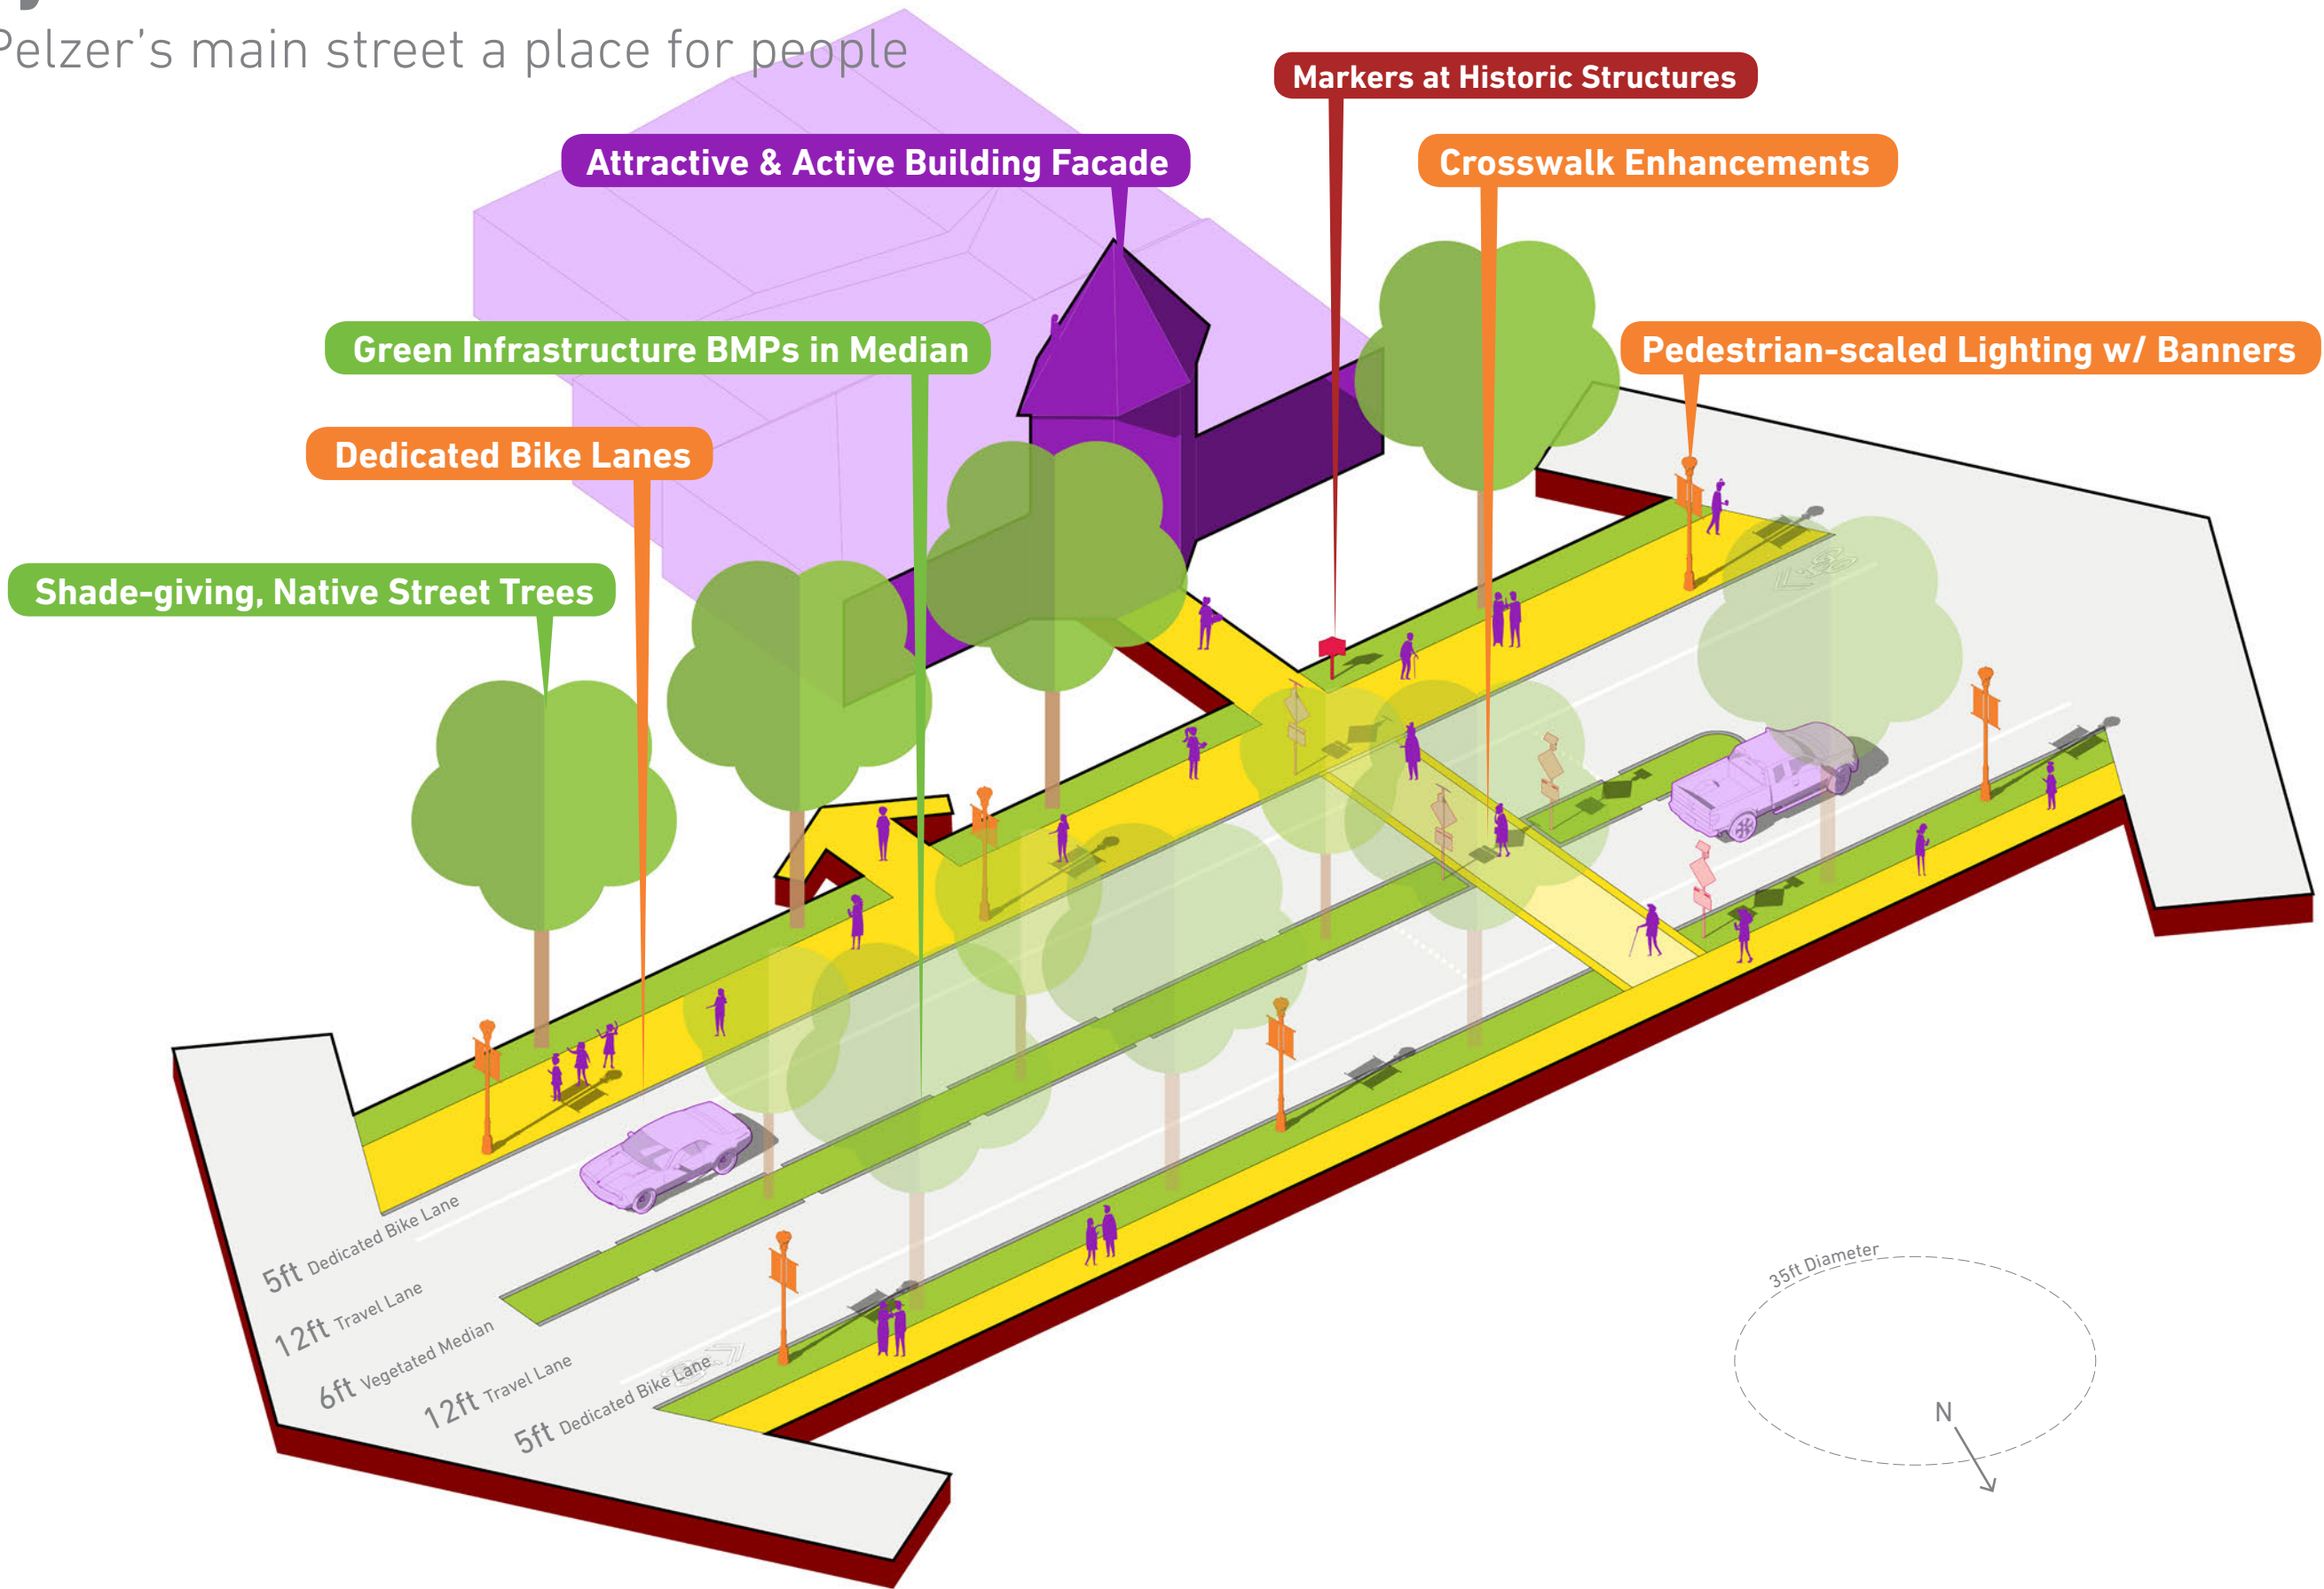 Pelzer's main street a place for people
Markers at Historic Structures
Attractive & Active Building Facade
Crosswalk Enhancements
Green Infrastructure BMPs in Median
Pedestrian-scaled Lighting w/ Banners
Dedicated Bike Lanes
Shade-giving, Native Street Trees
5ft Dedicated Bike Lane
12ft Travel Lane
6ft Vegetated Median
12ft Travel Lane
5ft Dedicated Bike Lane
35ft Diameter
N